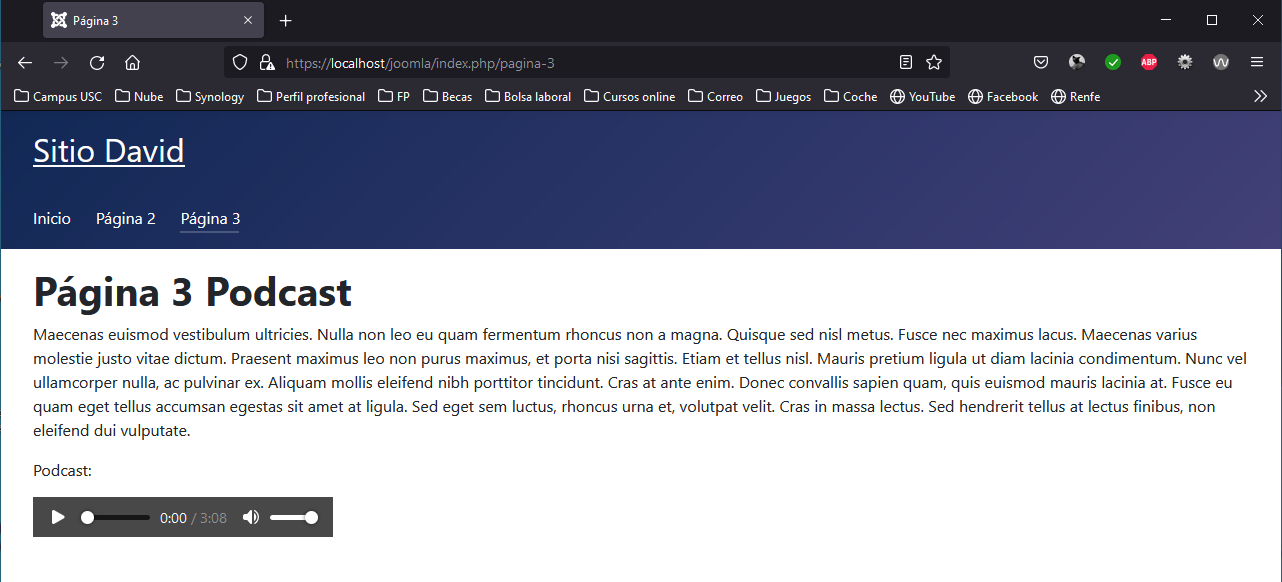 Página 3
https://localhost/joomla/index.php/pagina-3
ABP
Campus USC Nube Synology Perfil profesional FP Becas Bolsa laboral Cursos online Correo Juegos Coche YouTube Facebook Renfe
Sitio David
Inicio Página 2 Página 3
Página 3 Podcast
Maecenas euismod vestibulum ultricies. Nulla non leo eu quam fermentum rhoncus non a magna. Quisque sed nisl metus. Fusce nec maximus lacus. Maecenas varius
molestie justo vitae dictum. Praesent maximus leo non purus maximus, et porta nisi sagittis. Etiam et tellus nisl. Mauris pretium ligula ut diam lacinia condimentum. Nunc vel
ullamcorper nulla, ac pulvinar ex. Aliquam mollis eleifend nibh porttitor tincidunt. Cras at ante enim. Donec convallis sapien quam, quis euismod mauris lacinia at. Fusce eu
quam eget tellus accumsan egestas sit amet at ligula. Sed eget sem luctus, rhoncus urna et, volutpat velit. Cras in massa lectus. Sed hendrerit tellus at lectus finibus, non
eleifend dui vulputate.
Podcast:
0:00 / 3:08